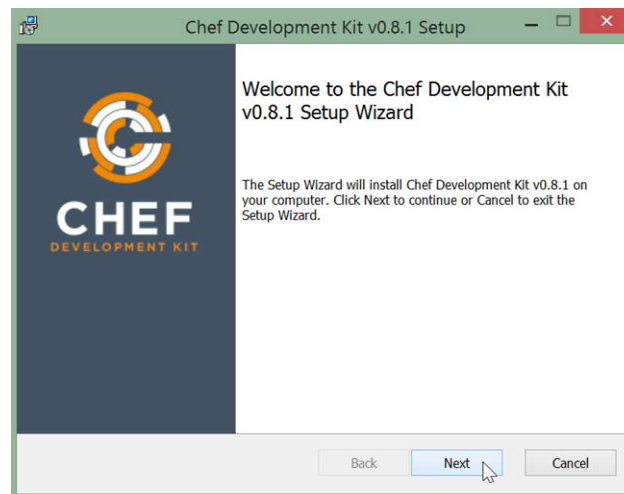 Chef Development Kit v0.8.1 Setup
CHEF
DEVELOPMENT KIT
Welcome to the Chef Development Kit
v0.8.1 Setup Wizard
The Setup Wizard will install Chef Development Kit v0.8.1 on
your computer. Click Next to continue or Cancel to exit the
Setup Wizard.
Back Next Cancel